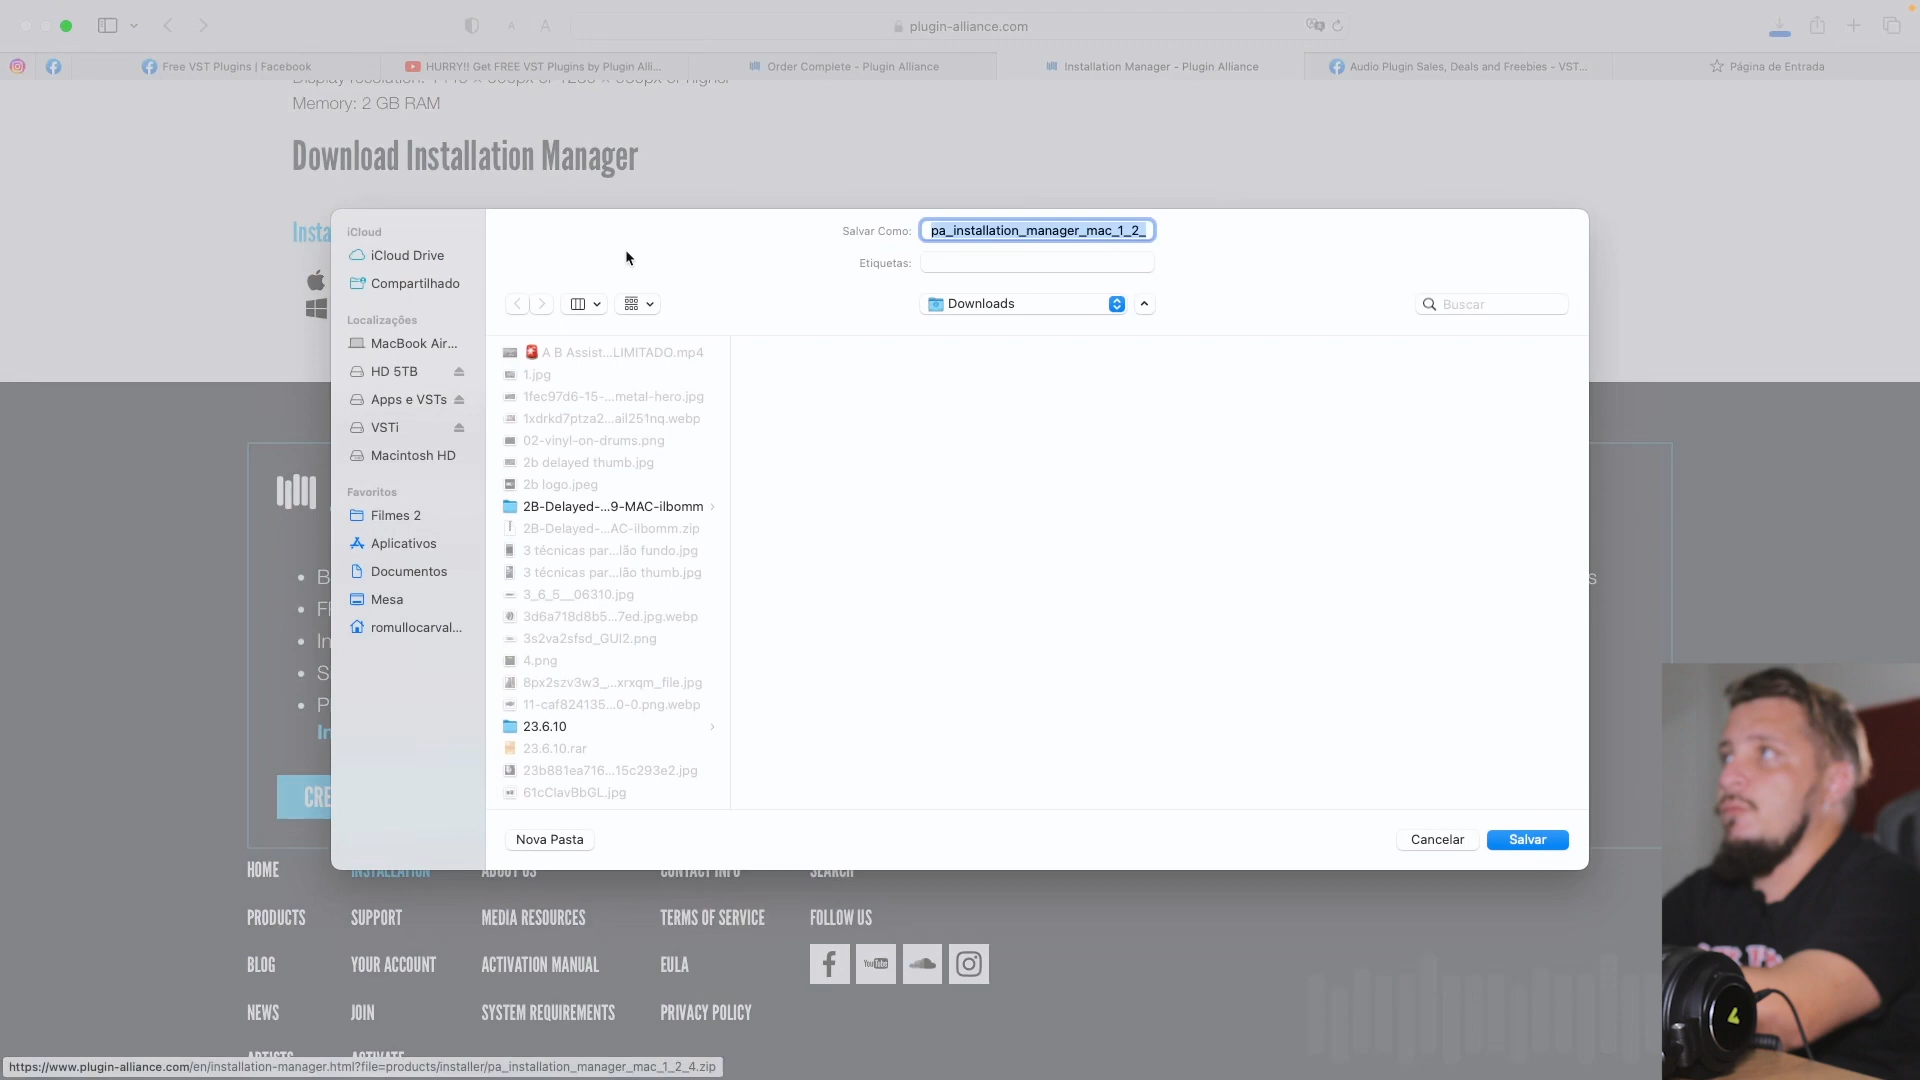 plugin-alliance.com
Free VST Plugins | Facebook
HURRY!! Get FREE VST Plugins by Plugin Alli...
Order Complete - Plugin Alliance
Installation Manager - Plugin Alliance
Audio Plugin Sales, Deals and Freebies - VST...
Página de Entrada
Memory: 2 GB RAM
Download Installation Manager
Insta
iCloud
iCloud Drive
Compartilhado
Localizações
MacBook Air...
HD 5TB
Apps e VSTs
VSTi
Macintosh HD
Favoritos
Filmes 2
Aplicativos
Documentos
Mesa
romullocarval...
Salvar Como: pa_installation_manager_mac_1_2_
Etiquetas:
Downloads
Buscar
A B Assist...LIMITADO.mp4
1.jpg
1fec97d6-15-...metal-hero.jpg
1xdrkd7ptza2...ail251nq.webp
02-vinyl-on-drums.png
2b delayed thumb.jpg
2b logo.jpeg
2B-Delayed-...9-MAC-ilbomm
2B-Delayed-...AC-ilbomm.zip
3 técnicas par...lão fundo.jpg
3 técnicas par...lão thumb.jpg
3_6_5__06310.jpg
3d6a718d8b5...7ed.jpg.webp
3s2va2sfsd_GUI2.png
4.png
8px2szv3w3_...xrxqm_file.jpg
11-caf824135...0-0.png.webp
23.6.10
23.6.10.rar
23b881ea716...15c293e2.jpg
61cClavBbGL.jpg
Nova Pasta
Cancelar
Salvar
CRE
HOME
INSTALLATION
ABOUT US
CONTACT INFO
SEARCH
PRODUCTS
SUPPORT
MEDIA RESOURCES
TERMS OF SERVICE
FOLLOW US
BLOG
YOUR ACCOUNT
ACTIVATION MANUAL
EULA
YouTube
NEWS
JOIN
SYSTEM REQUIREMENTS
PRIVACY POLICY
ARTISTS
ACTIVATE
https://www.plugin-alliance.com/en/installation-manager.html?file=products/installer/pa_installation_manager_mac_1_2_4.zip